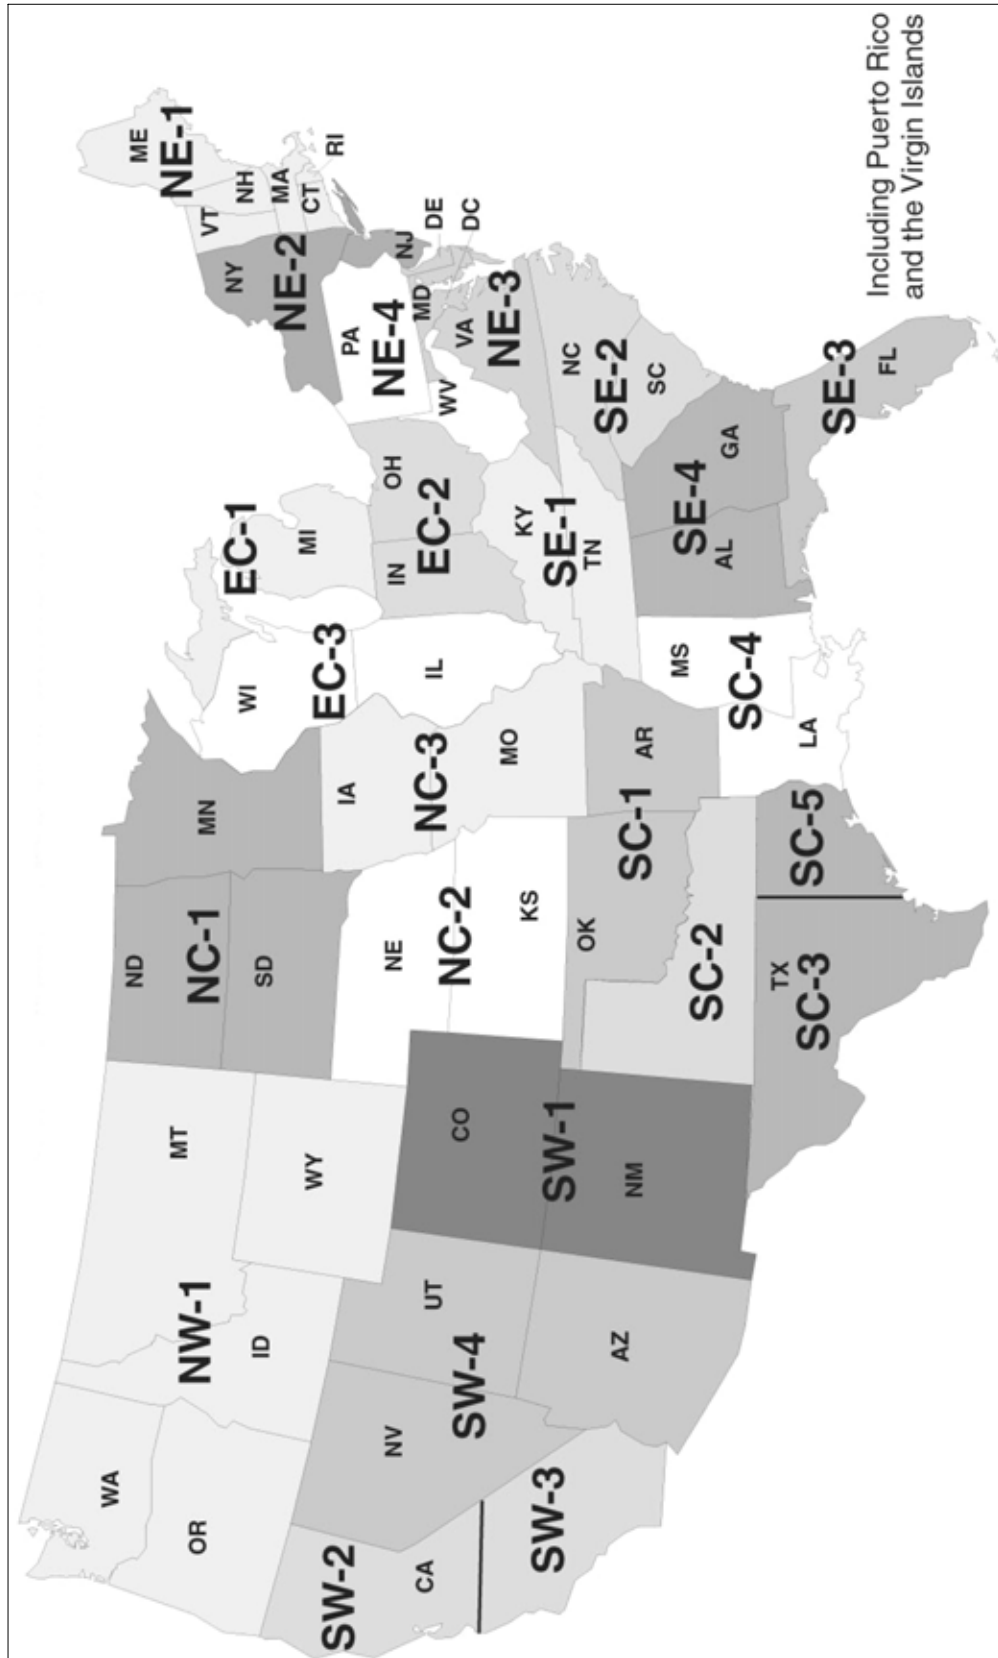 WA
OR
NW-1
ID
MT
WY
ND
NC-1
SD
MN
WI
EC-1
MI
EC-3
IL
IA
NC-3
MO
NE
NC-2
KS
SW-2
CA
NV
SW-4
UT
SW-3
AZ
CO
SW-1
NM
OK
SC-1
AR
SC-2
TX
SC-3
SC-5
MS
SC-4
LA
IN
OH
EC-2
KY
SE-1
TN
AL
SE-4
GA
NC
SE-2
SC
SE-3
FL
WV
VA
NE-3
MD
DE
DC
PA
NE-4
NJ
NY
NE-2
VT
NH
ME
NE-1
MA
CT
RI
Including Puerto Rico
and the Virgin Islands